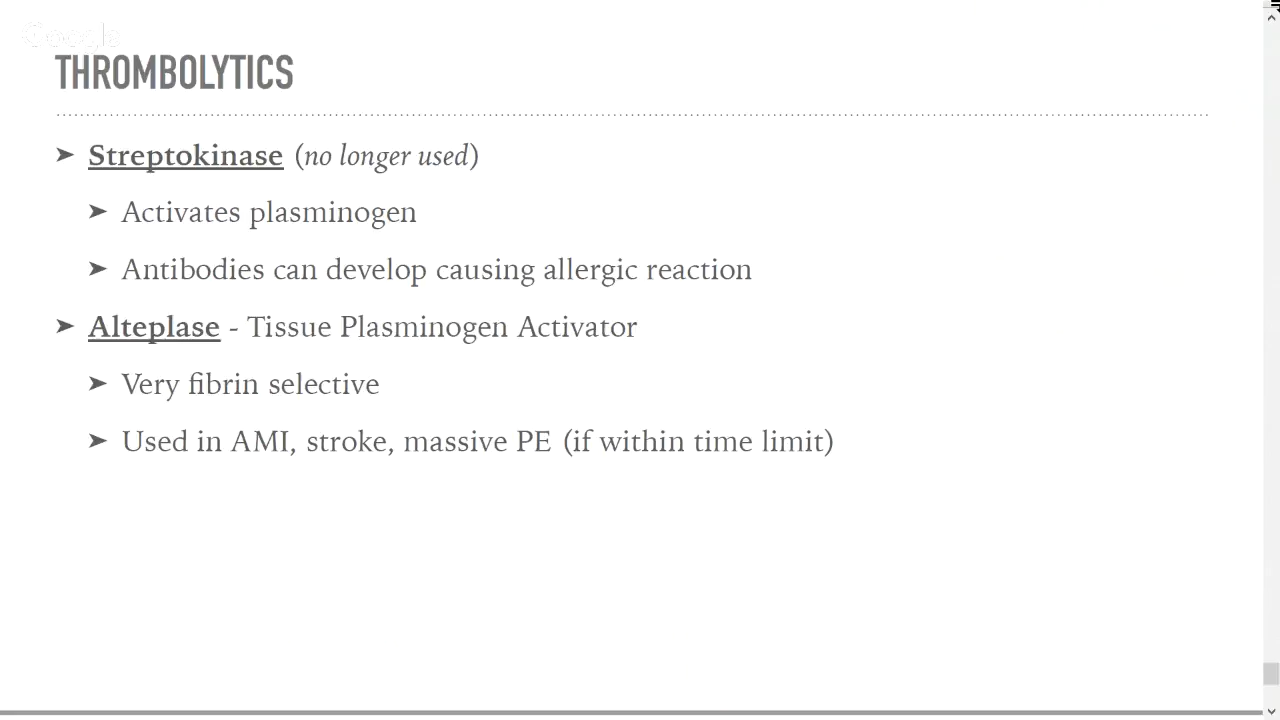 THROMBOLYTICS
➤ Streptokinase (no longer used)
➤ Activates plasminogen
➤ Antibodies can develop causing allergic reaction
➤ Alteplase - Tissue Plasminogen Activator
➤ Very fibrin selective
➤ Used in AMI, stroke, massive PE (if within time limit)